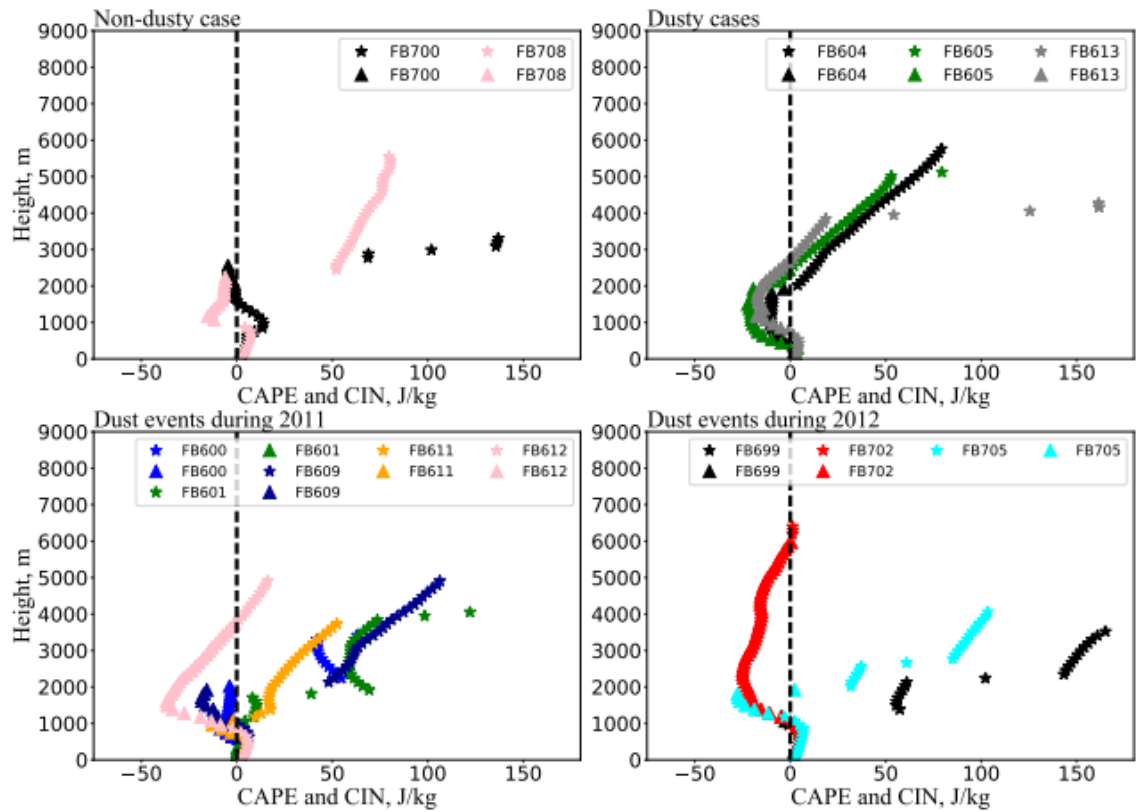 Non-dusty case
9000
8000
7000
6000
5000
4000
3000
2000
1000
0
Height, m
FB700 FB708
FB700 FB708
−50 0 50 100 150
CAPE and CIN, J/kg
Dusty cases
9000
8000
7000
6000
5000
4000
3000
2000
1000
0
FB604 FB605 FB613
FB604 FB605 FB613
−50 0 50 100 150
CAPE and CIN, J/kg
Dust events during 2011
9000
8000
7000
6000
5000
4000
3000
2000
1000
0
Height, m
FB600 FB601 FB611 FB612
FB600 FB609 FB611 FB612
FB601 FB609
−50 0 50 100 150
CAPE and CIN, J/kg
Dust events during 2012
9000
8000
7000
6000
5000
4000
3000
2000
1000
0
FB699 FB702 FB705 FB705
FB699 FB702
−50 0 50 100 150
CAPE and CIN, J/kg